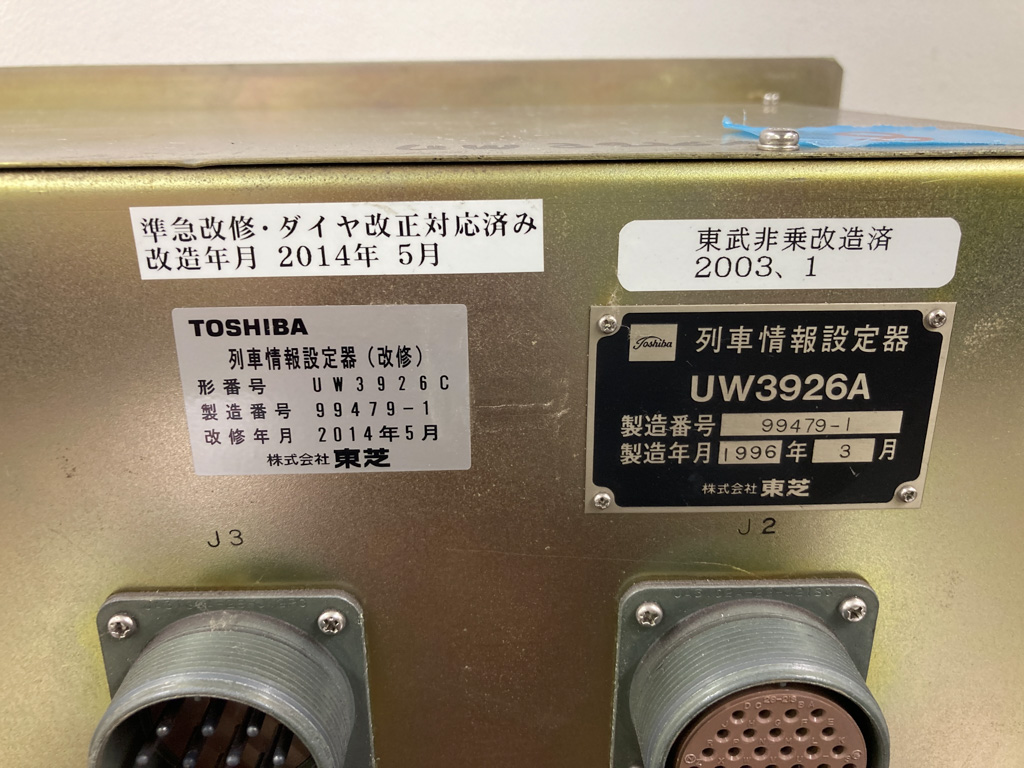 準急改修・ダイヤ改正対応済み
改造年月 2014年 5月
東武非乗改造済
2003、1
TOSHIBA
列車情報設定器（改修）
形番号 UW3926C
製造番号 99479-1
改修年月 2014年5月
株式会社 東芝
Toshiba 列車情報設定器
UW3926A
製造番号 99479-1
製造年月 1996 年 3 月
株式会社 東芝
J3
J2